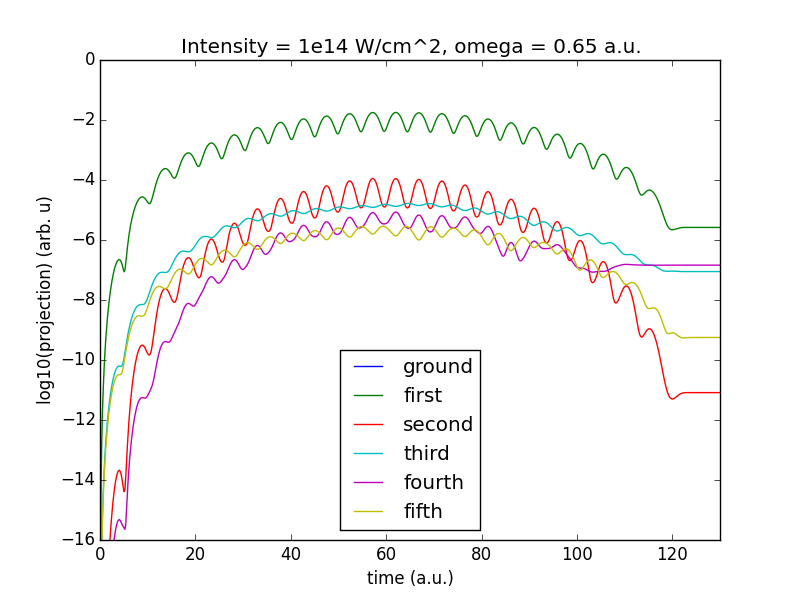 Intensity = 1e14 W/cm^2, omega = 0.65 a.u.
log10(projection) (arb. u)
0
−2
−4
−6
−8
−10
−12
−14
−16
ground
first
second
third
fourth
fifth
0 20 40 60 80 100 120
time (a.u.)